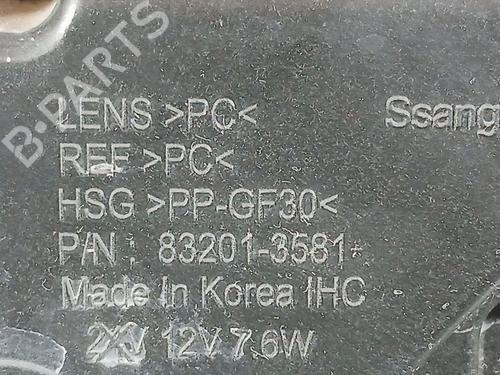 B-PARTS
LENS >PC< Ssang
REF >PC<
HSG >PP-GF30<
P/N : 83201-3581
Made In Korea IHC
12V 7.6W